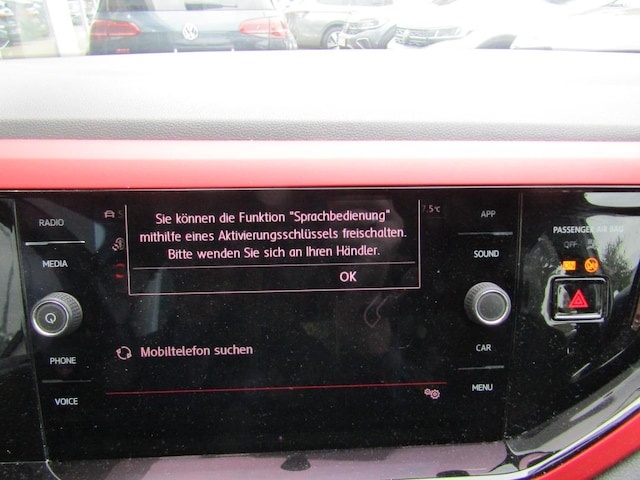 RADIO
MEDIA
PHONE
VOICE
7.5°C
Sie können die Funktion "Sprachbedienung"
mithilfe eines Aktivierungsschlüssels freischalten.
Bitte wenden Sie sich an Ihren Händler.
OK
Mobiltelefon suchen
APP
SOUND
CAR
MENU
PASSENGER AIR BAG
OFF